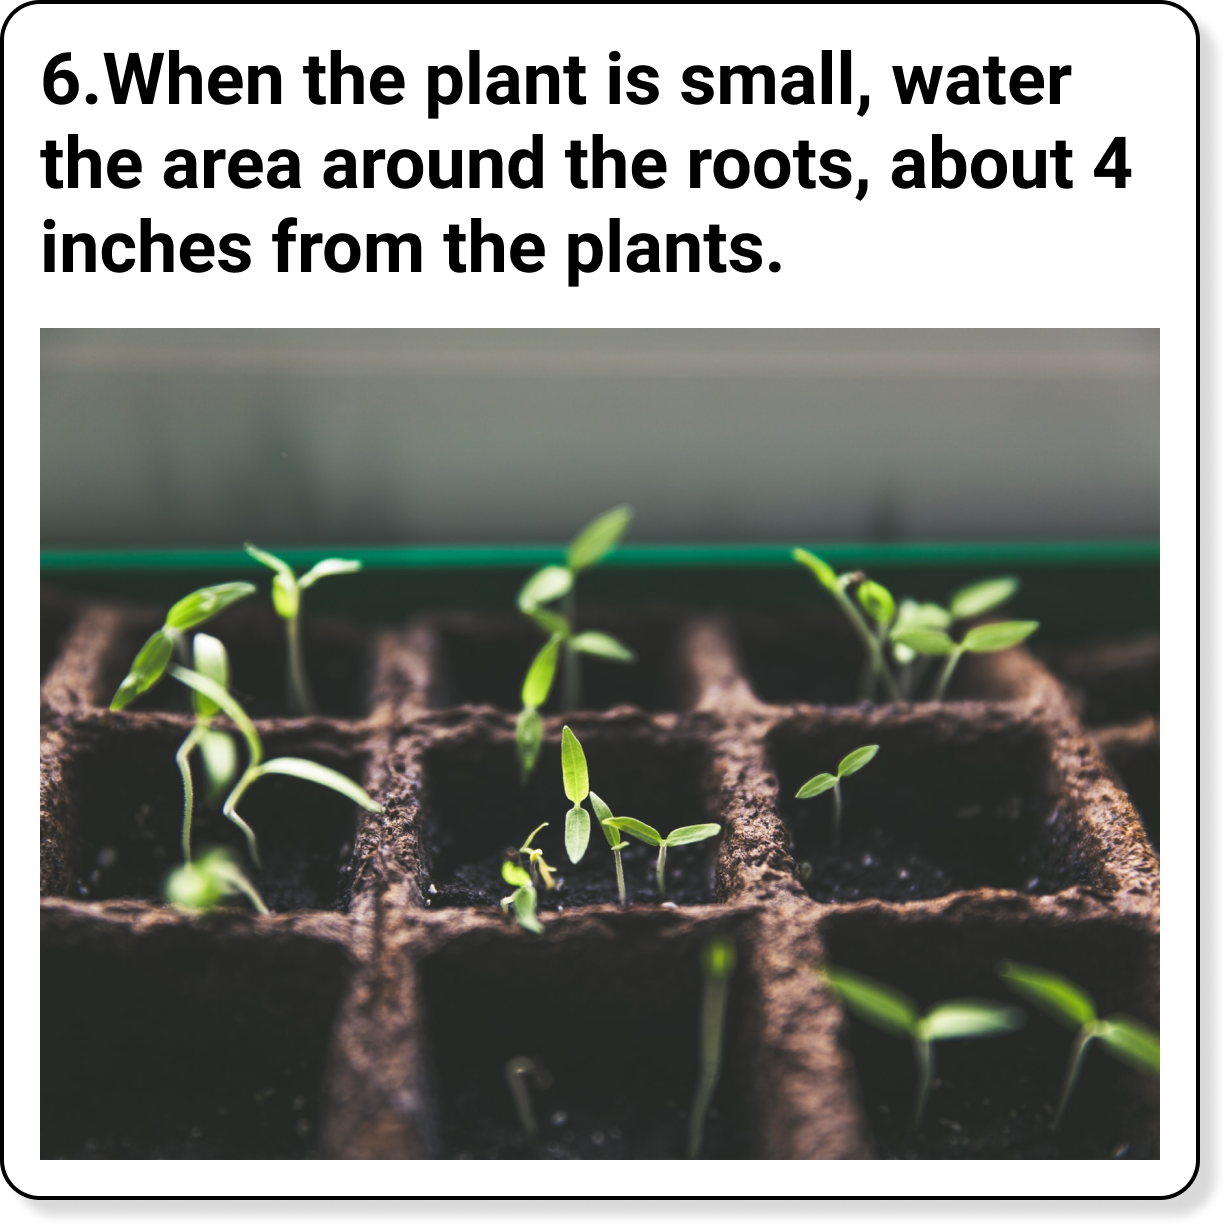 6.When the plant is small, water
the area around the roots, about 4
inches from the plants.